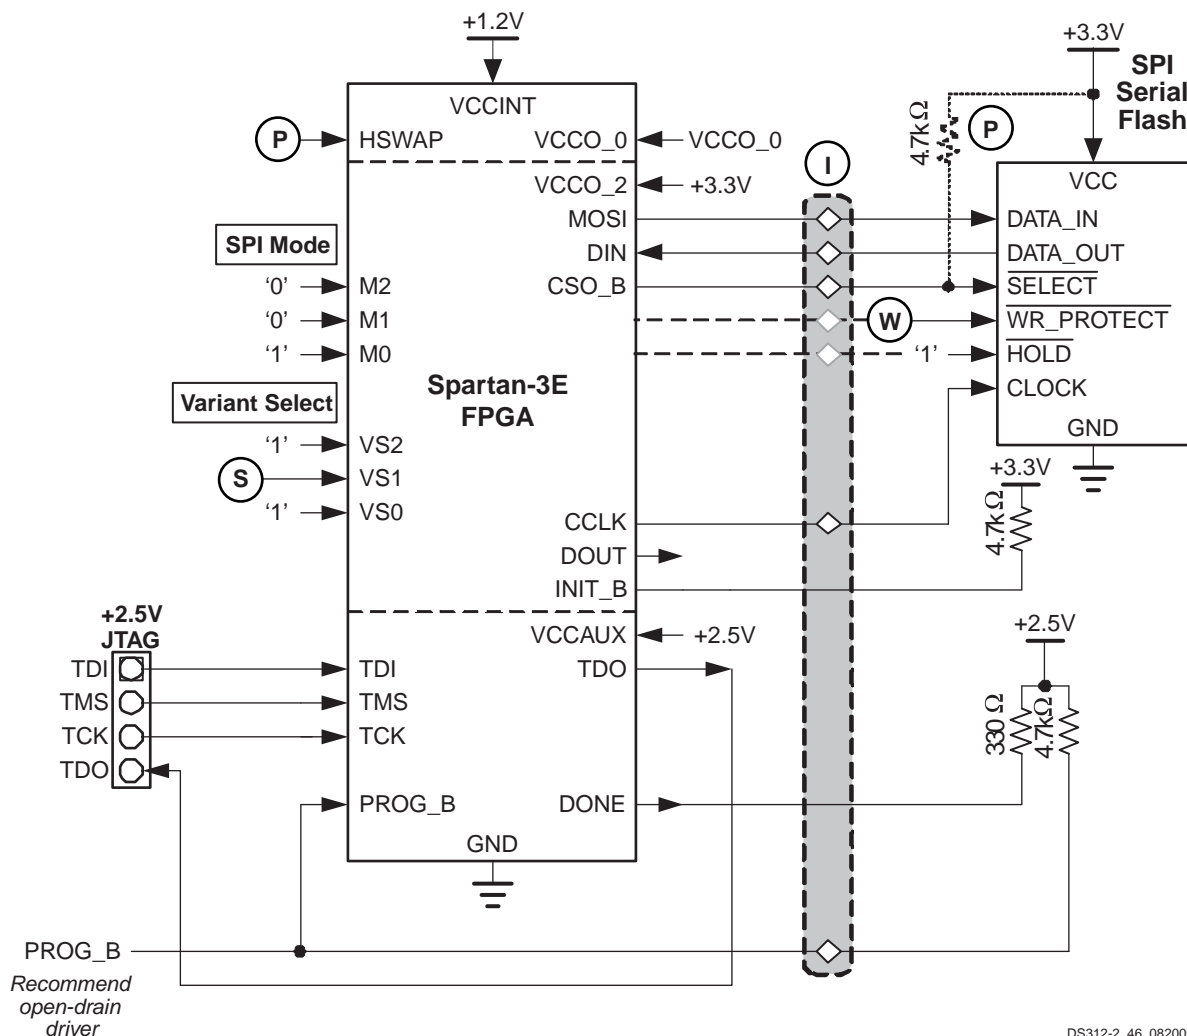 +1.2V
+3.3V
SPI
Serial
Flash
P
4.7kΩ
VCCINT
P
HSWAP
VCCO_0
VCCO_0
I
VCC
VCCO_2
+3.3V
MOSI
DATA_IN
SPI Mode
DIN
DATA_OUT
'0'
M2
CSO_B
SELECT
'0'
M1
W
WR_PROTECT
'1'
M0
'1'
HOLD
Spartan-3E
FPGA
CLOCK
Variant Select
GND
'1'
VS2
S
VS1
+3.3V
'1'
VS0
4.7kΩ
CCLK
DOUT
INIT_B
+2.5V
JTAG
VCCAUX
+2.5V
+2.5V
TDI
TDI
TDO
TMS
TMS
TCK
TCK
330 Ω
4.7kΩ
TDO
PROG_B
DONE
GND
PROG_B
Recommend
open-drain
driver
DS312-2_46_08200